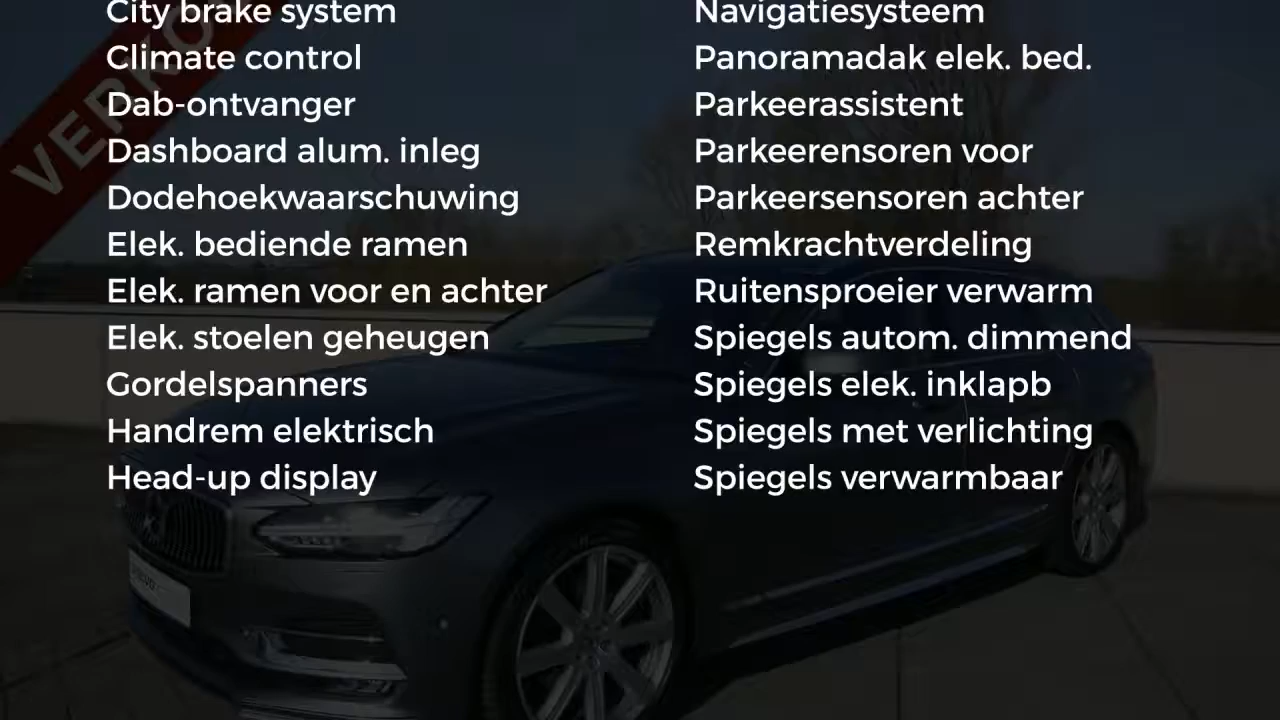 City brake system
Climate control
Dab-ontvanger
Dashboard alum. inleg
Dodehoekwaarschuwing
Elek. bediende ramen
Elek. ramen voor en achter
Elek. stoelen geheugen
Gordelspanners
Handrem elektrisch
Head-up display
Navigatiesysteem
Panoramadak elek. bed.
Parkeerassistent
Parkeerensoren voor
Parkeersensoren achter
Remkrachtverdeling
Ruitensproeier verwarm
Spiegels autom. dimmend
Spiegels elek. inklapb
Spiegels met verlichting
Spiegels verwarmbaar
VERKO